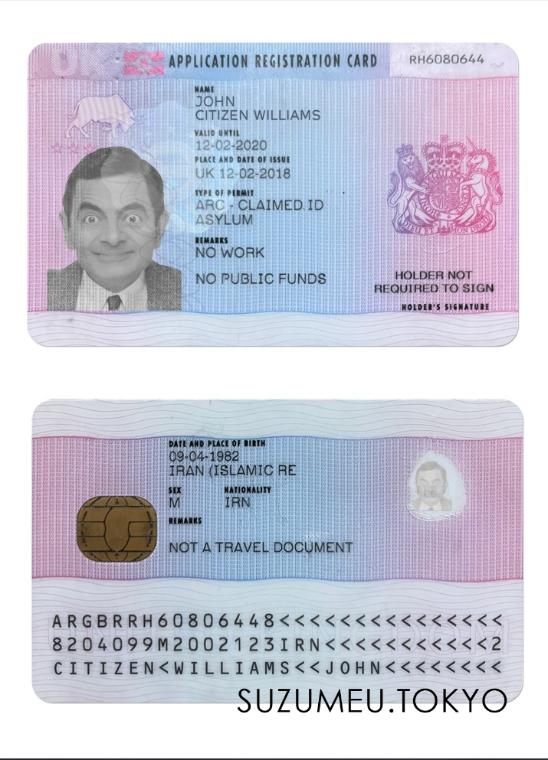 APPLICATION REGISTRATION CARD
RH6080644
NAME
JOHN
CITIZEN WILLIAMS
VALID UNTIL
12-02-2020
PLACE AND DATE OF ISSUE
UK 12-02-2018
TYPE OF PERMIT
ARC - CLAIMED ID
ASYLUM
REMARKS
NO WORK
NO PUBLIC FUNDS
HOLDER NOT
REQUIRED TO SIGN
HOLDER'S SIGNATURE
DATE AND PLACE OF BIRTH
09-04-1982
IRAN (ISLAMIC RE
SEX NATIONALITY
M IRN
REMARKS
NOT A TRAVEL DOCUMENT
ARGBRRH60806448<<<<<<<<<<<<<<<
8204099M2002123IRN<<<<<<<<<<<2
CITIZEN<WILLIAMS<<JOHN<<<<<<<<
SUZUMEU.TOKYO